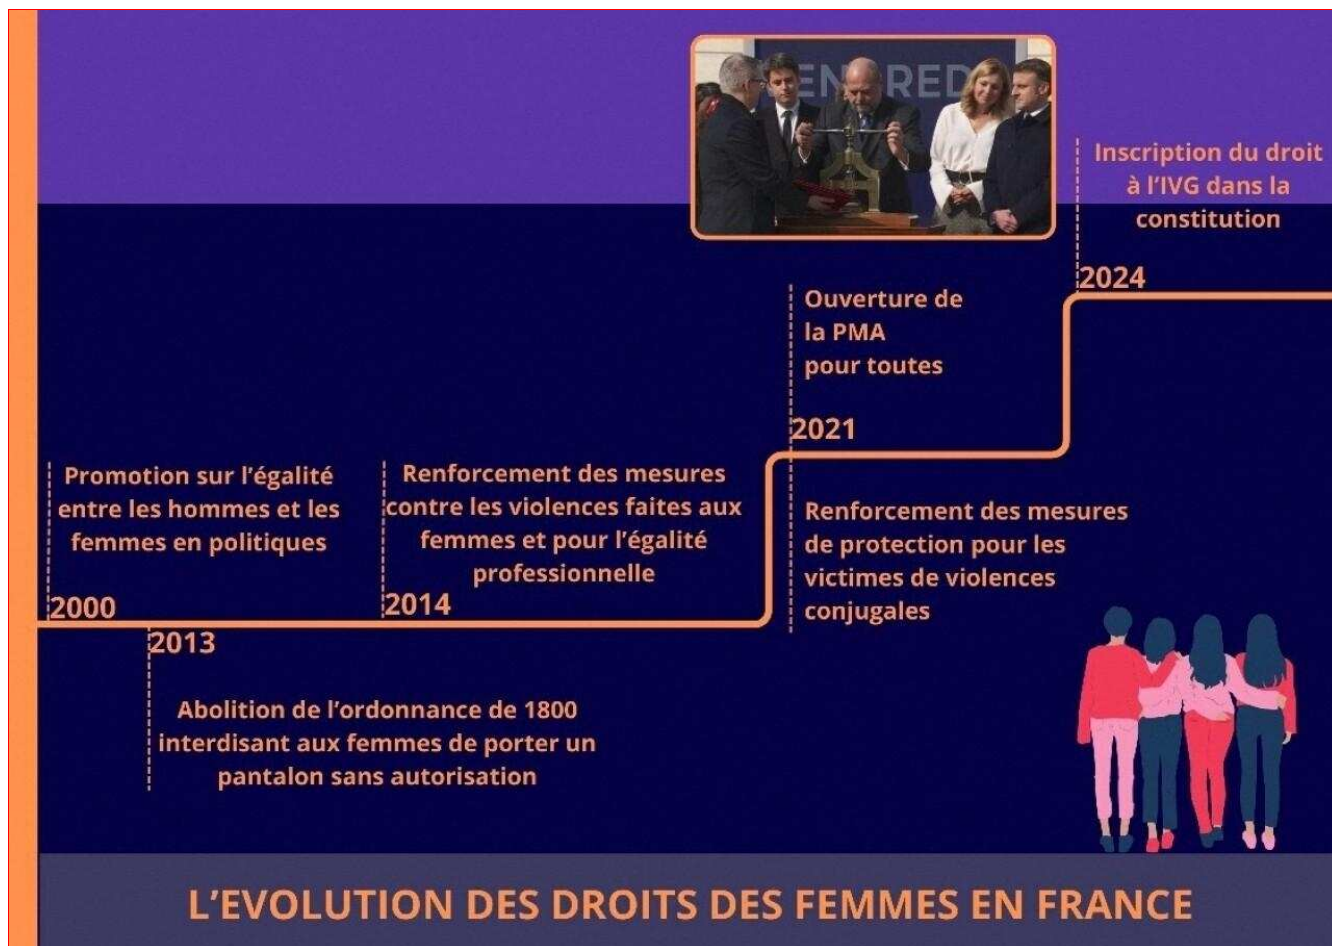 EN RED
Inscription du droit
à l'IVG dans la
constitution
2024
Ouverture de
la PMA
pour toutes
2021
Promotion sur l'égalité
entre les hommes et les
femmes en politiques
2000
Renforcement des mesures
contre les violences faites aux
femmes et pour l'égalité
professionnelle
2014
Renforcement des mesures
de protection pour les
victimes de violences
conjugales
2013
Abolition de l'ordonnance de 1800
interdisant aux femmes de porter un
pantalon sans autorisation
L'EVOLUTION DES DROITS DES FEMMES EN FRANCE